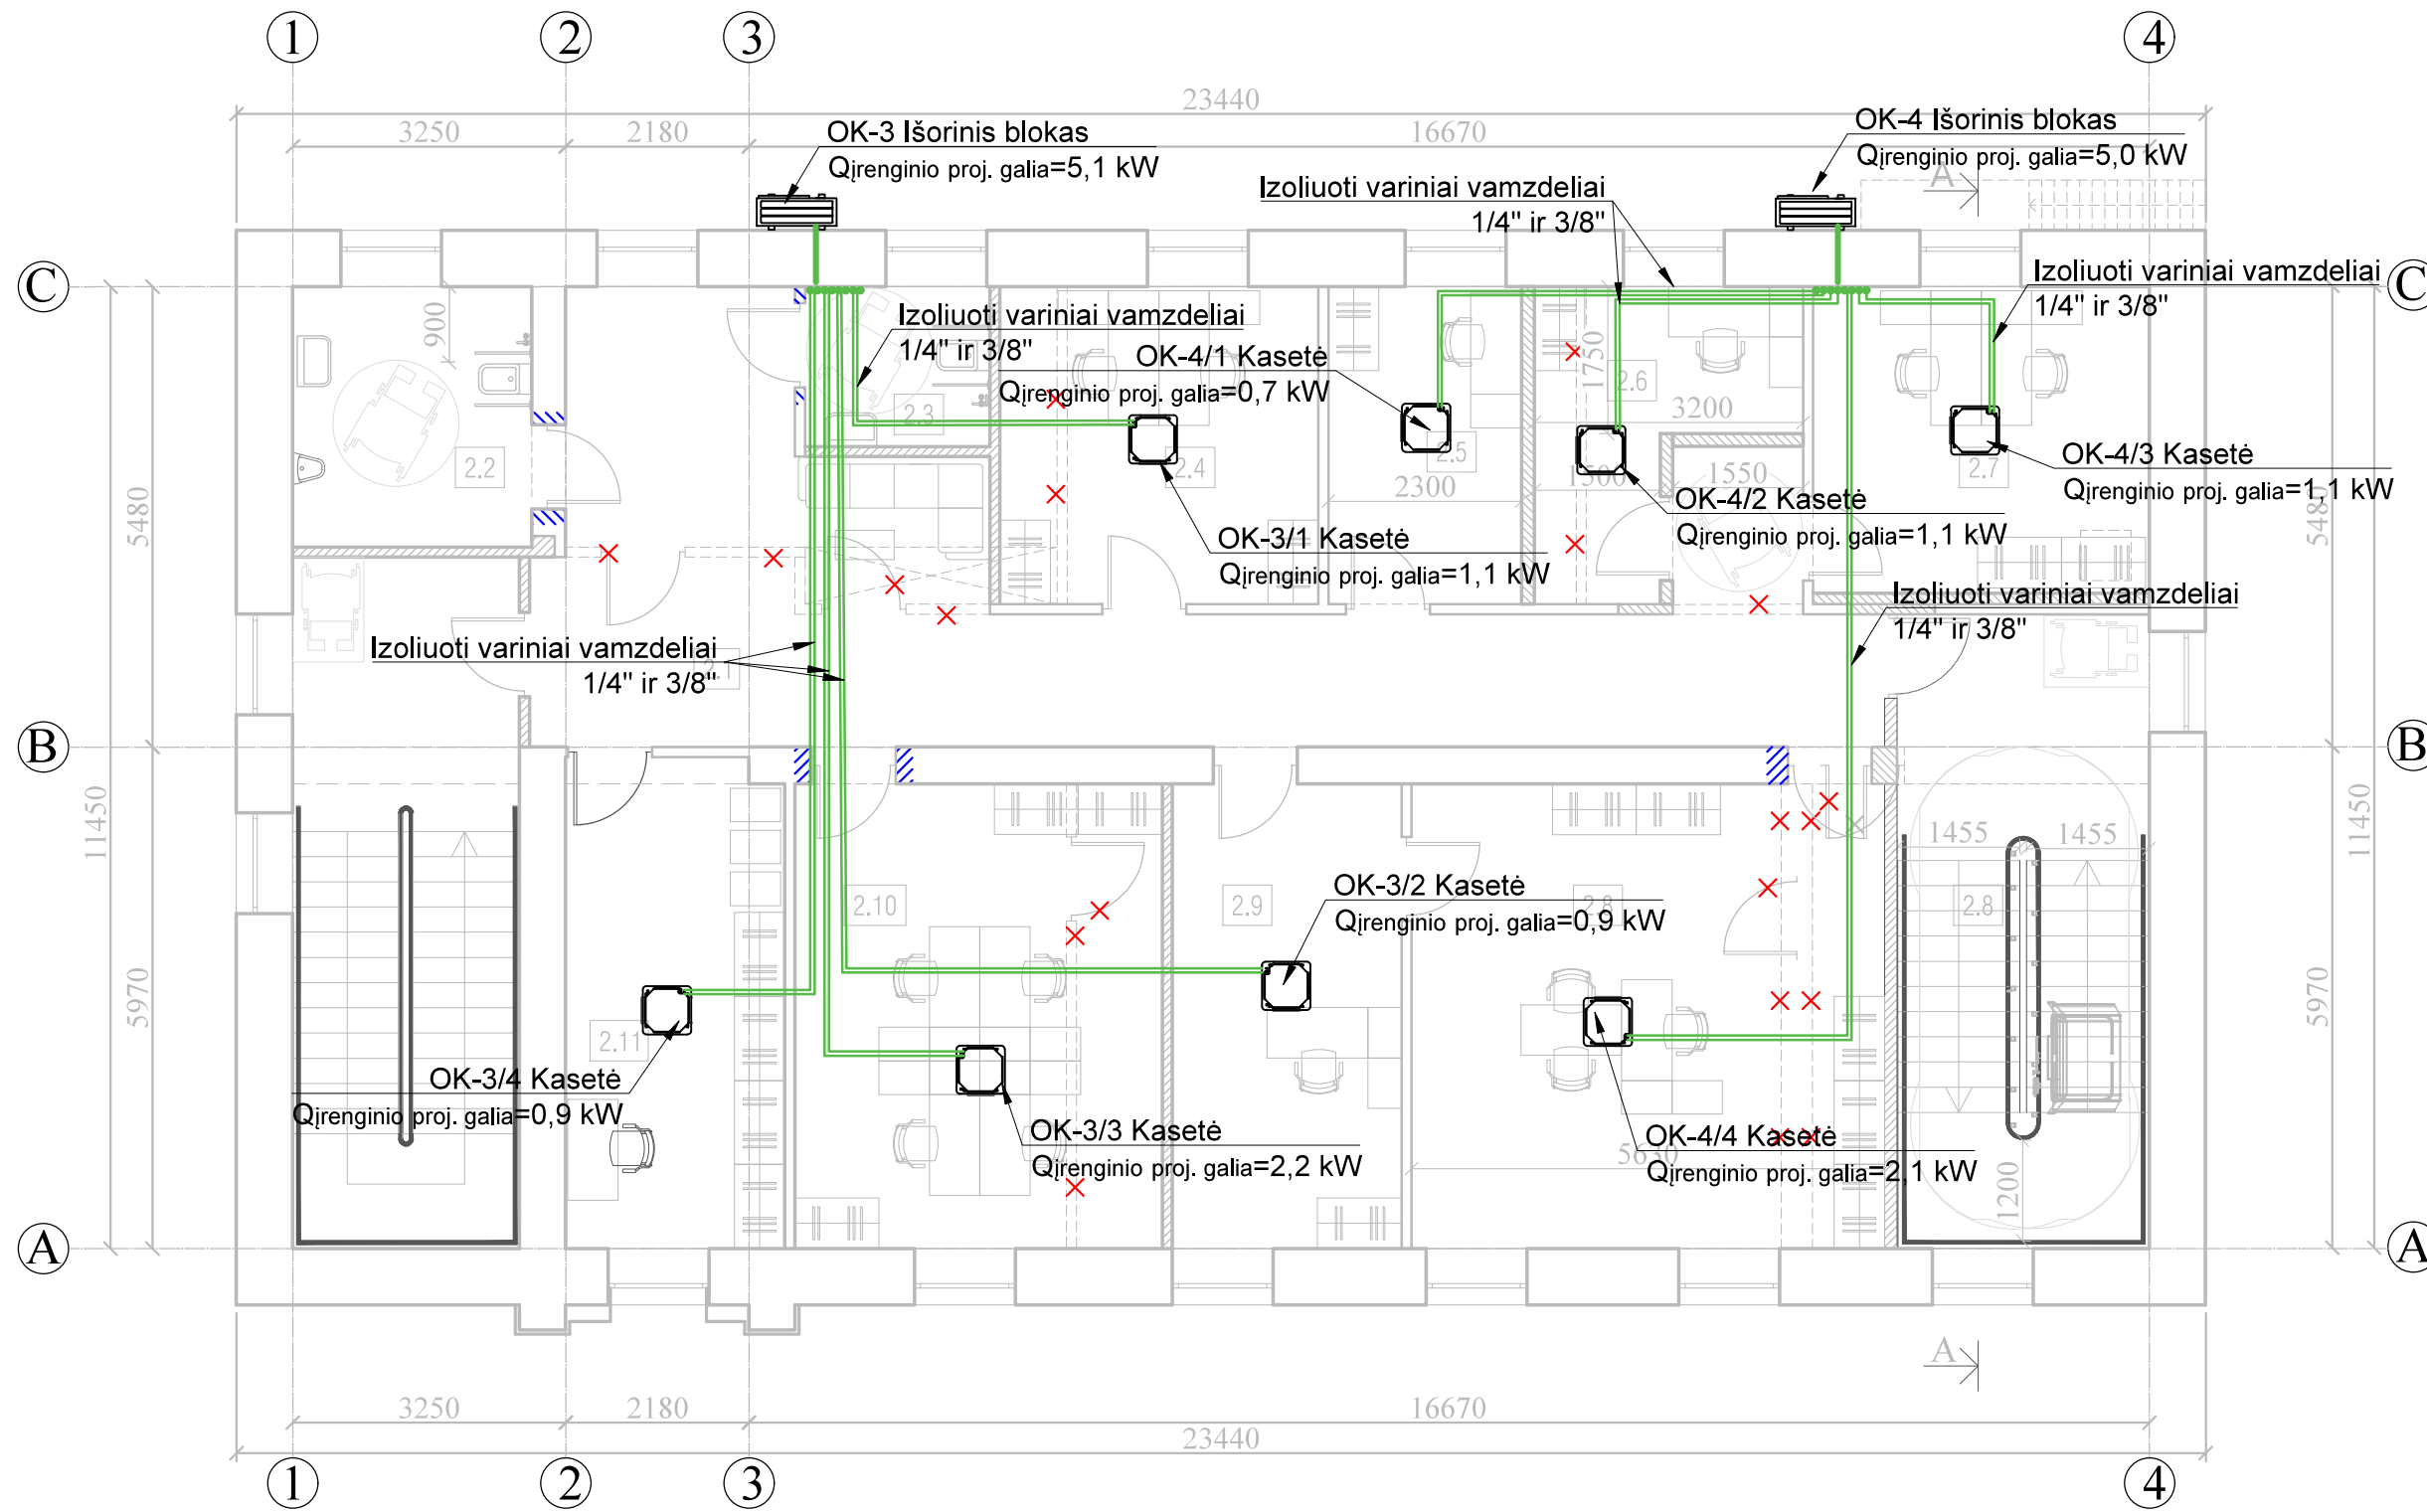 1
2
3
4
23440
3250
2180
16670
OK-3 Išorinis blokas
Qįrenginio proj. galia=5,1 kW
OK-4 Išorinis blokas
Qįrenginio proj. galia=5,0 kW
A
Izoliuoti variniai vamzdeliai
1/4" ir 3/8"
C
C
Izoliuoti variniai vamzdeliai
1/4" ir 3/8"
Izoliuoti variniai vamzdeliai
1/4" ir 3/8"
900
1750
OK-4/1 Kasetė
Qįrenginio proj. galia=0,7 kW
2.6
2.3
3200
2.2
2.4
2.5
2.7
OK-4/3 Kasetė
Qįrenginio proj. galia=1,1 kW
2300
1500
1550
5480
5480
OK-4/2 Kasetė
Qįrenginio proj. galia=1,1 kW
OK-3/1 Kasetė
Qįrenginio proj. galia=1,1 kW
Izoliuoti variniai vamzdeliai
1/4" ir 3/8"
Izoliuoti variniai vamzdeliai
1/4" ir 3/8"
2.1
B
B
11450
11450
1455
1455
OK-3/2 Kasetė
Qįrenginio proj. galia=0,9 kW
2.10
2.9
2.8
2.8
5970
5970
2.11
OK-3/4 Kasetė
Qįrenginio proj. galia=0,9 kW
OK-3/3 Kasetė
Qįrenginio proj. galia=2,2 kW
OK-4/4 Kasetė
Qįrenginio proj. galia=2,1 kW
5630
1200
A
A
A
3250
2180
16670
23440
1
2
3
4